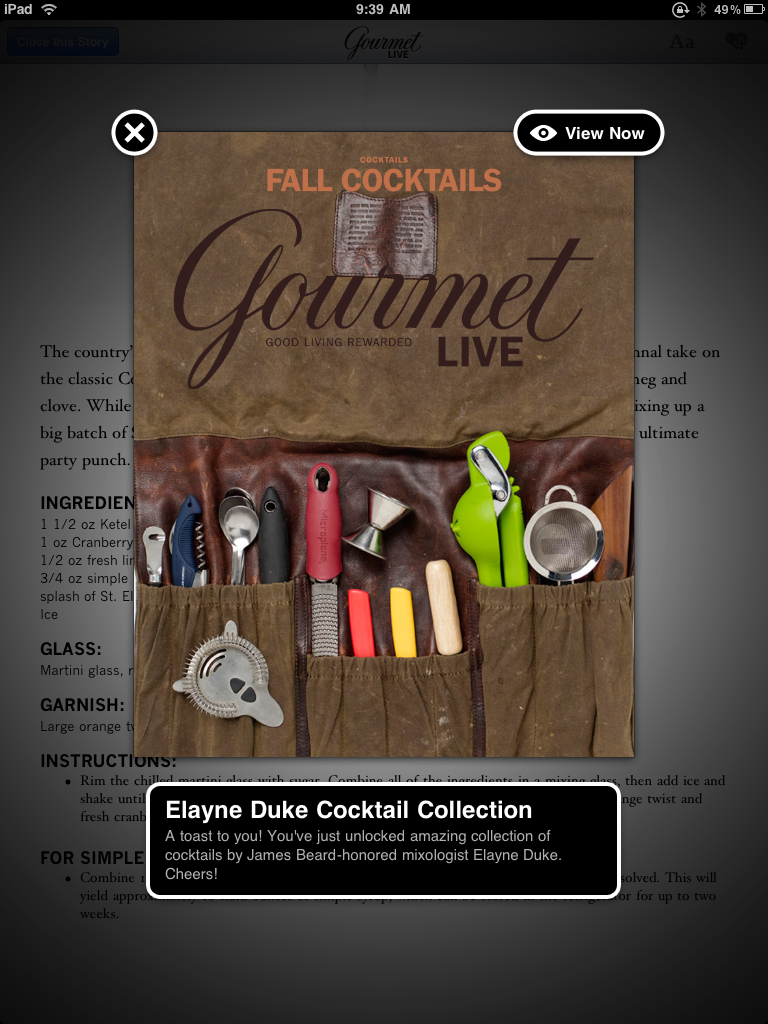 iPad
9:39 AM
49%
Close this Story
Gourmet
LIVE
Aa
View Now
COCKTAILS
FALL COCKTAILS
Gourmet
GOOD LIVING REWARDED
LIVE
Microplane
The country' nnal take on
the classic Co meg and
clove. While ixing up a
big batch of S ultimate
party punch.
INGREDIEN
1 1/2 oz Ketel
1 oz Cranberry
1/2 oz fresh lim
3/4 oz simple
splash of St. El
Ice
GLASS:
Martini glass, r
GARNISH:
Large orange tw
INSTRUCTIONS:
• Rim the chilled martini glass with sugar. Combine all of the ingredients in a mixing glass, then add ice and
shake until nge twist and
fresh cranb
Elayne Duke Cocktail Collection
A toast to you! You've just unlocked amazing collection of
cocktails by James Beard-honored mixologist Elayne Duke.
Cheers!
FOR SIMPLE
• Combine solved. This will
yield for up to two
weeks.